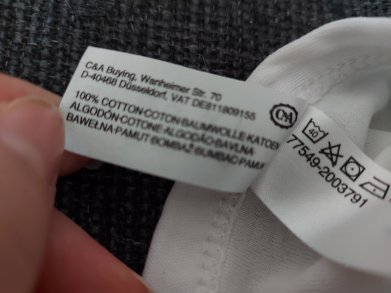 C&A Buying, Wanheimer Str. 70
D-40468 Düsseldorf, VAT DE811809155
100% COTTON·COTON·BAUMWOLLE·KATOEN
ALGODÓN·COTONE·ALGODÃO·BAVLNA
BAWEŁNA·PAMUT·BOMBAŽ·BUMBAC·PAMUK
C&A
40
77549-2003791